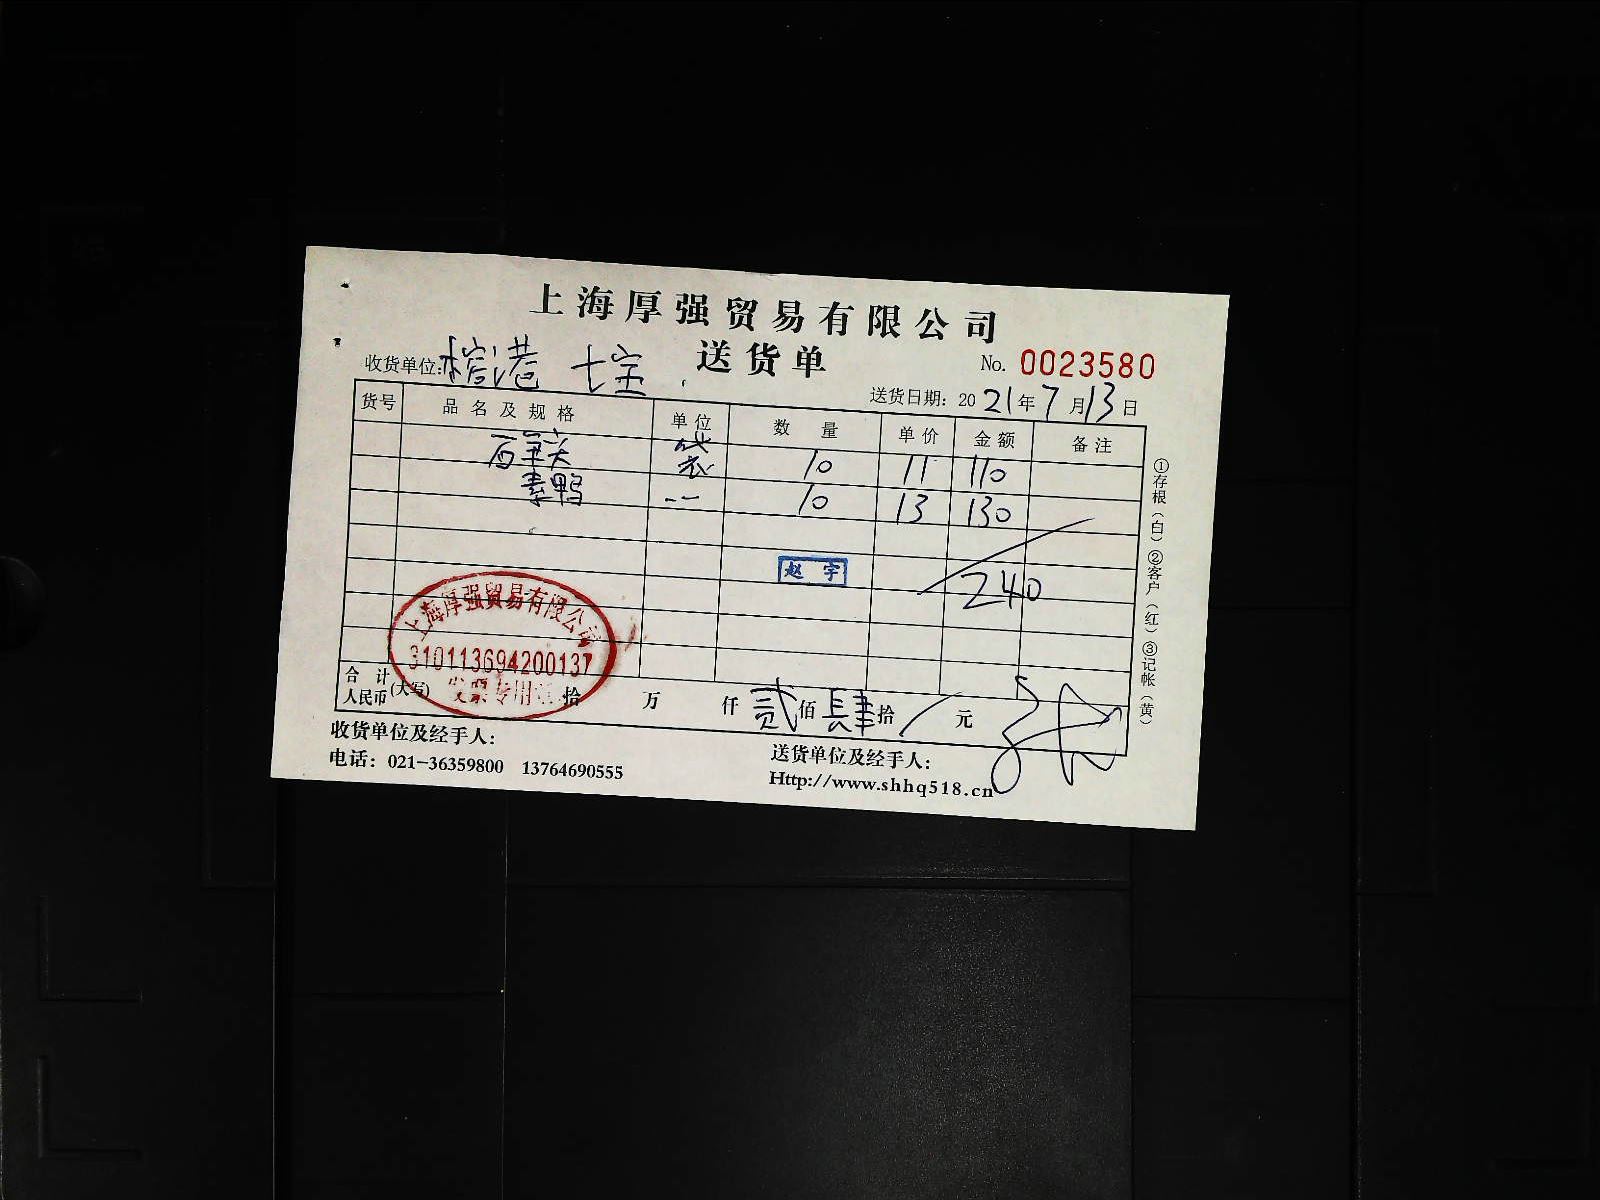 上海厚强贸易有限公司
送货单
No. 0023580
收货单位: 榕港 七宝
送货日期: 2021年7月13日
货号 品名及规格 单位 数量 单价 金额 备注
百叶关 袋 10 11 110
素鸭 -- 10 13 130
赵宇
240
上海厚强贸易有限公司
310113694200137
发票专用章
合计人民币(大写) 拾 万 仟 贰佰肆拾/元
①存根(白)②客户(红)③记帐(黄)
收货单位及经手人:
送货单位及经手人:
电话: 021-36359800 13764690555
Http://www.shhq518.cn